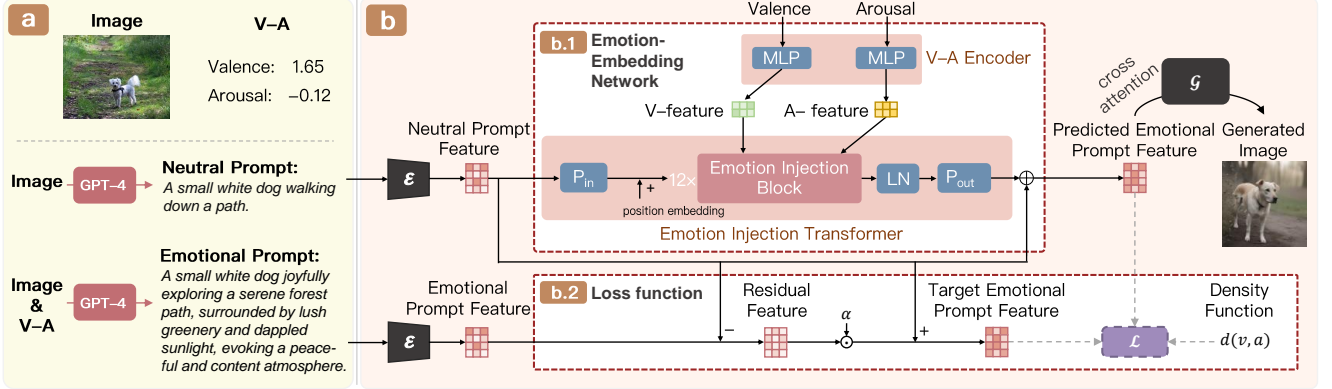 a
Image
V–A
Valence: 1.65
Arousal: −0.12
Image
GPT–4
Neutral Prompt:
A small white dog walking
down a path.
Image
&
V–A
GPT–4
Emotional Prompt:
A small white dog joyfully
exploring a serene forest
path, surrounded by lush
greenery and dappled
sunlight, evoking a peace-
ful and content atmosphere.
b
b.1
Emotion-
Embedding
Network
Valence
Arousal
MLP
MLP
V–A Encoder
V–feature
A– feature
Neutral Prompt
Feature
ε
P_in
+
position embedding
12×
Emotion Injection
Block
LN
P_out
Emotion Injection Transformer
cross
attention
G
Predicted Emotional
Prompt Feature
Generated
Image
b.2
Loss function
Emotional
Prompt Feature
ε
−
Residual
Feature
α
+
Target Emotional
Prompt Feature
L
Density
Function
d(v, a)